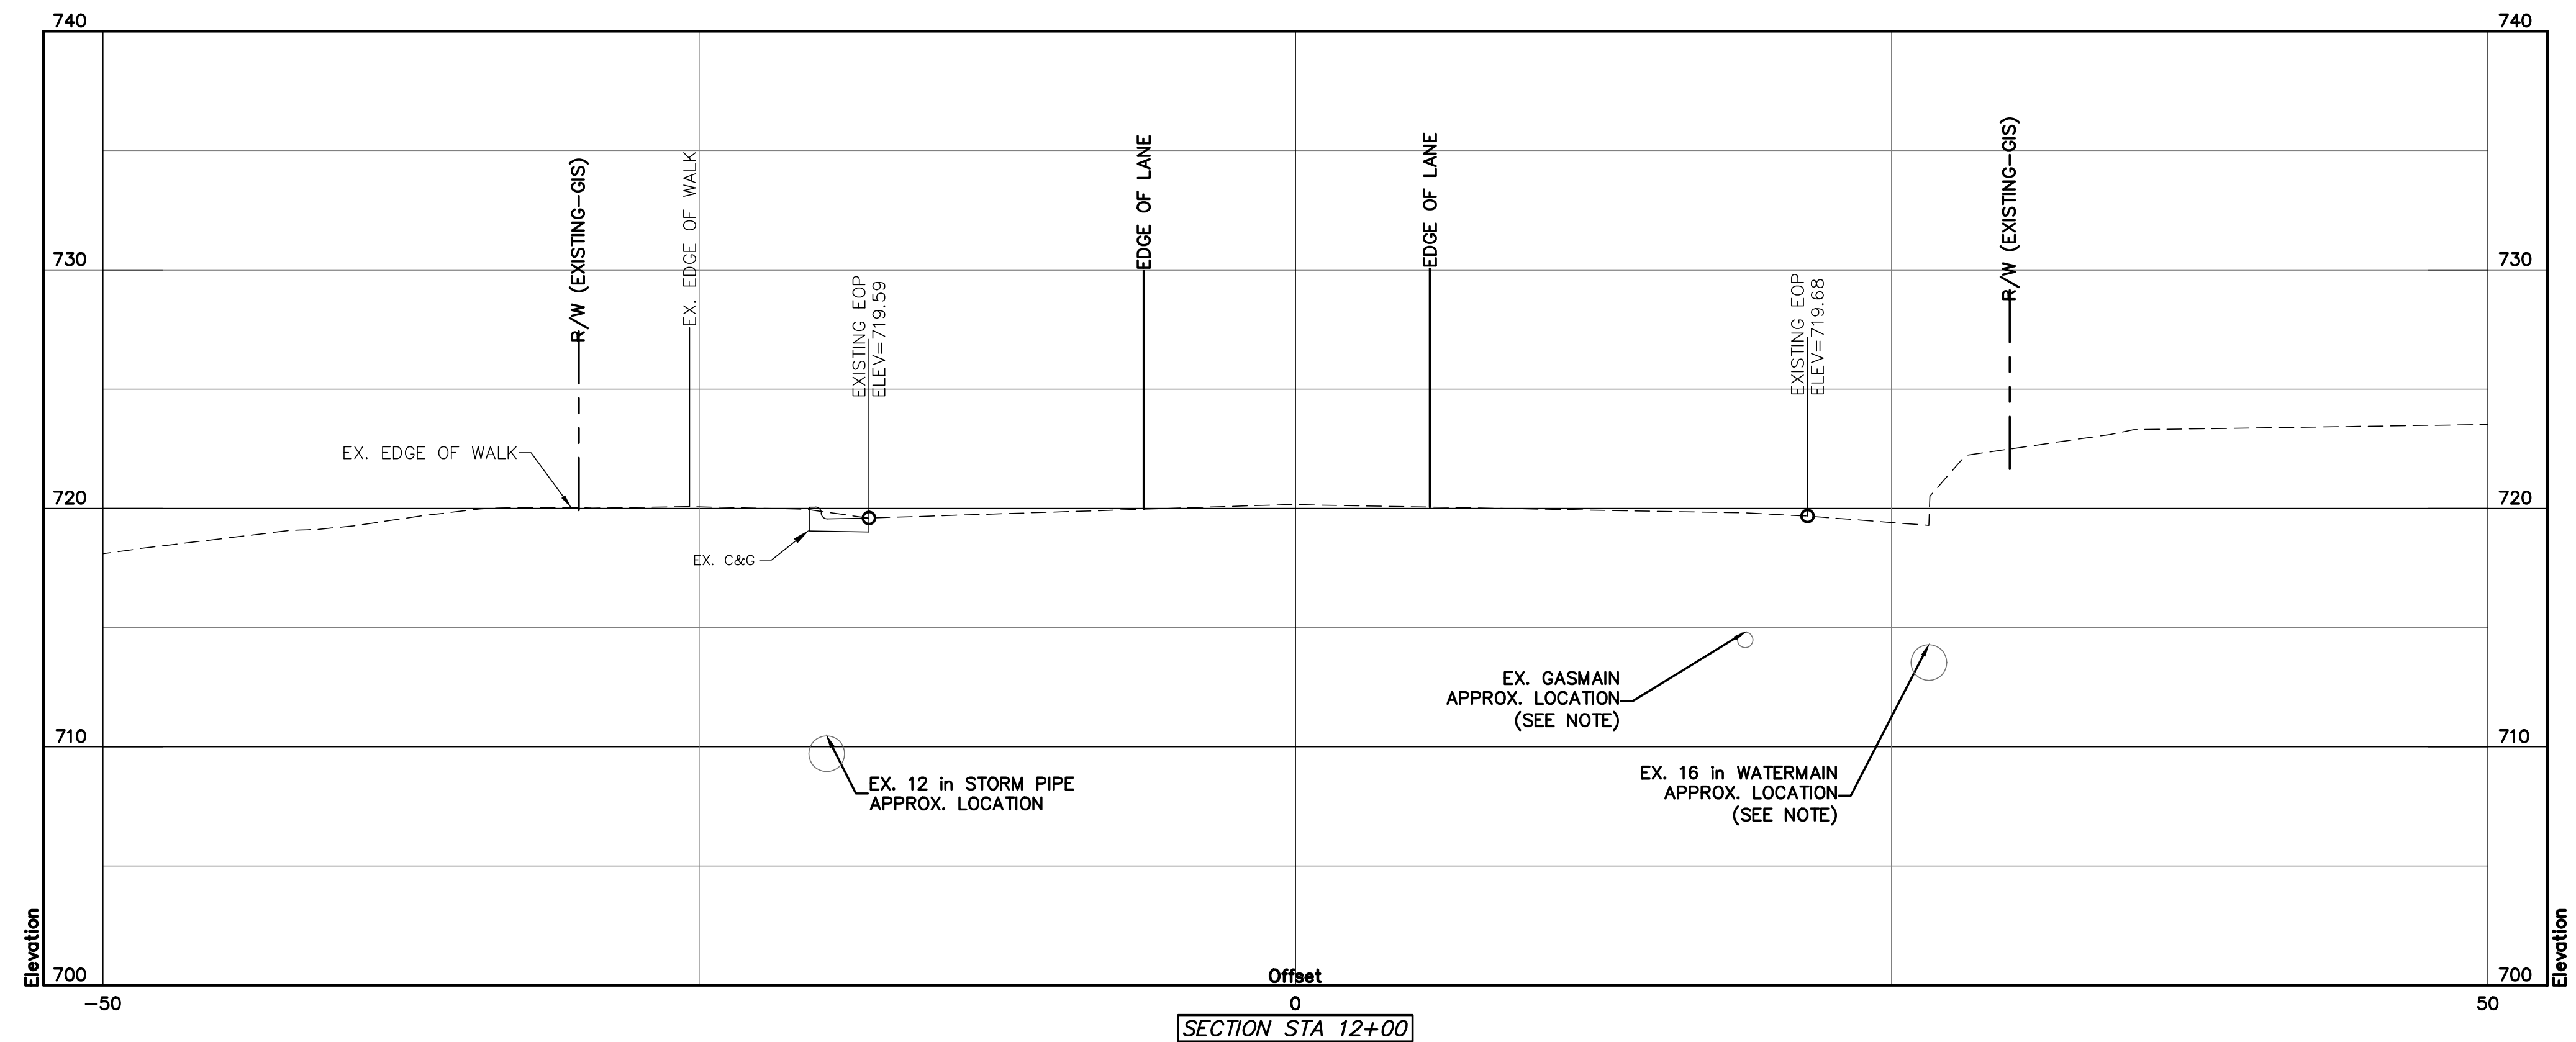 740
740
R/W (EXISTING-GIS)
EX. EDGE OF WALK
EDGE OF LANE
EDGE OF LANE
R/W (EXISTING-GIS)
730
730
EXISTING EOP
ELEV=719.59
EXISTING EOP
ELEV=719.68
EX. EDGE OF WALK
720
720
EX. C&G
EX. GASMAIN
APPROX. LOCATION
(SEE NOTE)
710
710
EX. 12 in STORM PIPE
APPROX. LOCATION
EX. 16 in WATERMAIN
APPROX. LOCATION
(SEE NOTE)
Elevation
Elevation
700
Offset
700
-50
0
50
SECTION STA 12+00